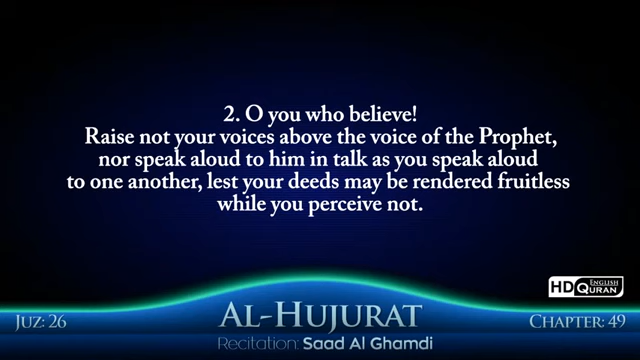 2. O you who believe!
Raise not your voices above the voice of the Prophet,
nor speak aloud to him in talk as you speak aloud
to one another, lest your deeds may be rendered fruitless
while you perceive not.
HD ENGLISH QURAN
Juz: 26
Al-Hujurat
Chapter: 49
Recitation: Saad Al Ghamdi